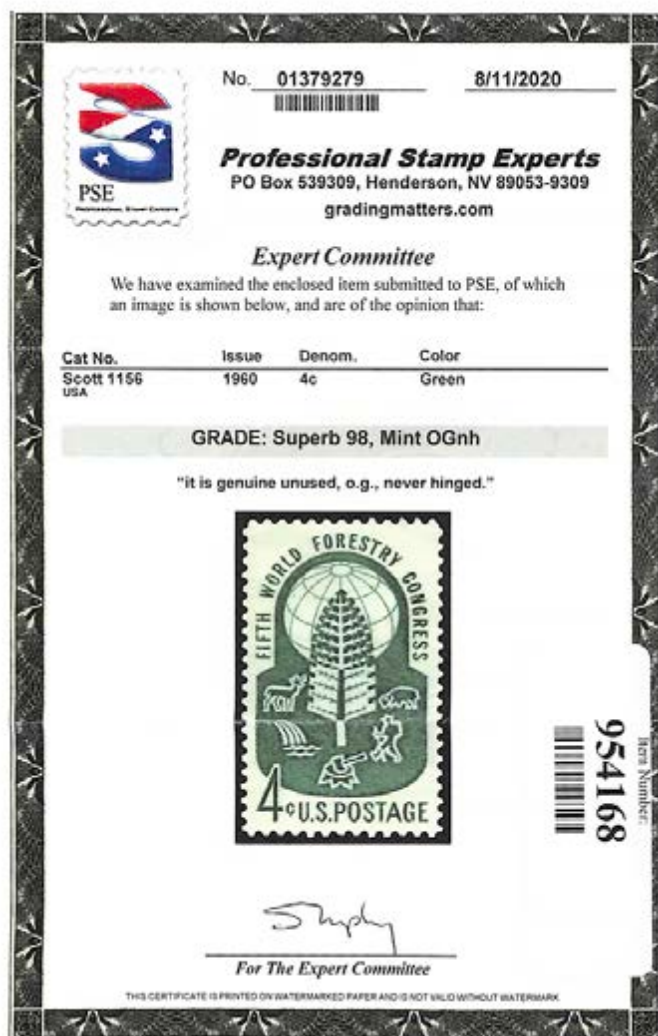 No. 01379279 8/11/2020
PSE
PROFESSIONAL STAMP EXPERTS
Professional Stamp Experts
PO Box 539309, Henderson, NV 89053-9309
gradingmatters.com
Expert Committee
We have examined the enclosed item submitted to PSE, of which
an image is shown below, and are of the opinion that:
Cat No. Issue Denom. Color
Scott 1156 1960 4c Green
USA
GRADE: Superb 98, Mint OGnh
"it is genuine unused, o.g., never hinged."
FIFTH WORLD FORESTRY CONGRESS
4c U.S. POSTAGE
Item Number:
954168
For The Expert Committee
THIS CERTIFICATE IS PRINTED ON WATERMARKED PAPER AND IS NOT VALID WITHOUT WATERMARK